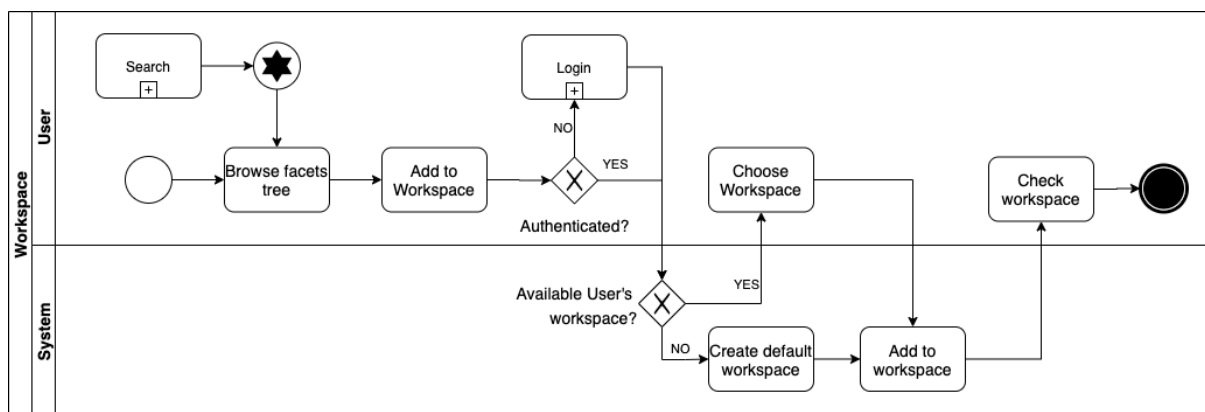 Workspace
User
System
Search
+
Login
+
NO
YES
Browse facets
tree
Add to
Workspace
X
Authenticated?
Choose
Workspace
Check
workspace
Available User's
workspace?
X
YES
NO
Create default
workspace
Add to
workspace